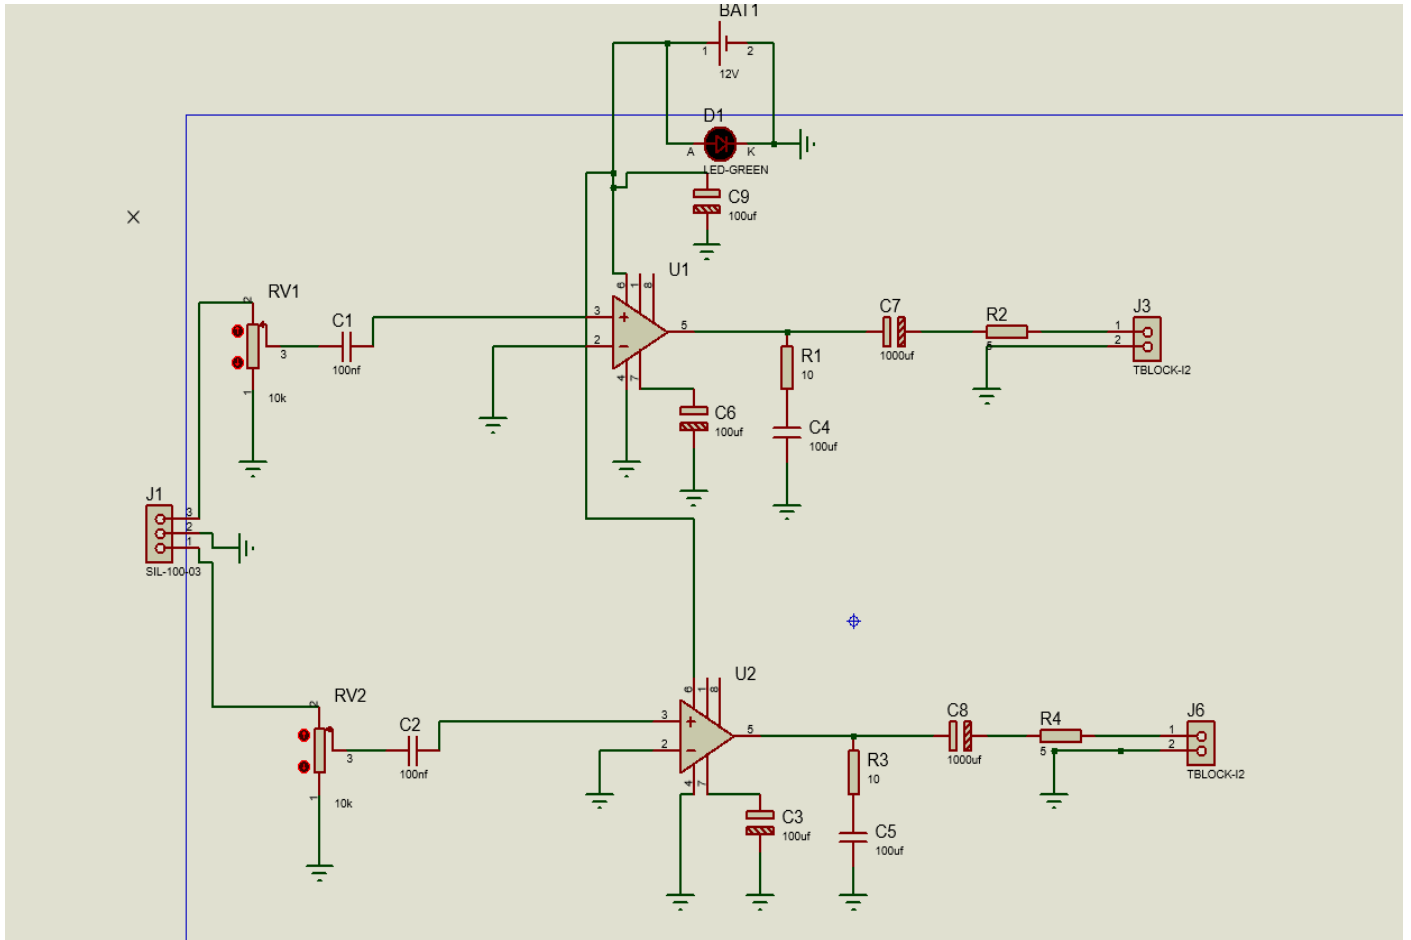 BAT1
1
2
12V
D1
A
K
LED-GREEN
C9
100uf
U1
6
1
8
RV1
2
3
1
10k
C1
100nf
3
2
5
4
7
C7
1000uf
R2
5
J3
1
2
TBLOCK-I2
R1
10
C6
100uf
C4
100uf
J1
3
2
1
SIL-100-03
U2
6
1
8
RV2
2
3
1
10k
C2
100nf
3
2
5
4
7
C8
1000uf
R4
5
J6
1
2
TBLOCK-I2
R3
10
C3
100uf
C5
100uf